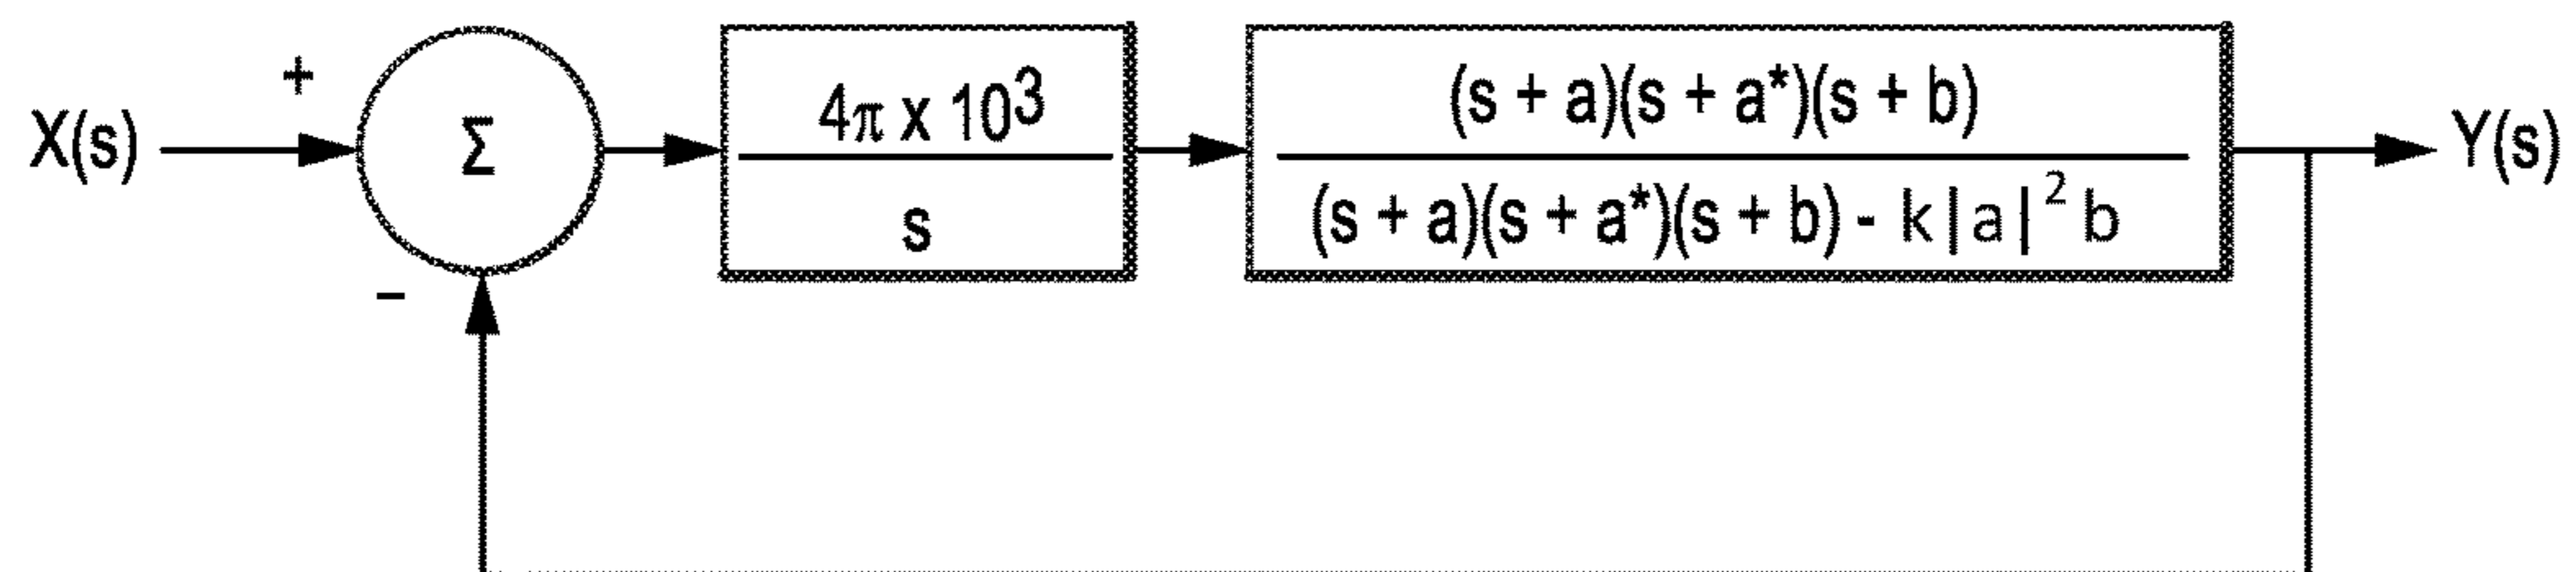 X(s)
+
Σ
−
4π x 10³
s
(s + a)(s + a*)(s + b)
(s + a)(s + a*)(s + b) - k|a|² b
Y(s)